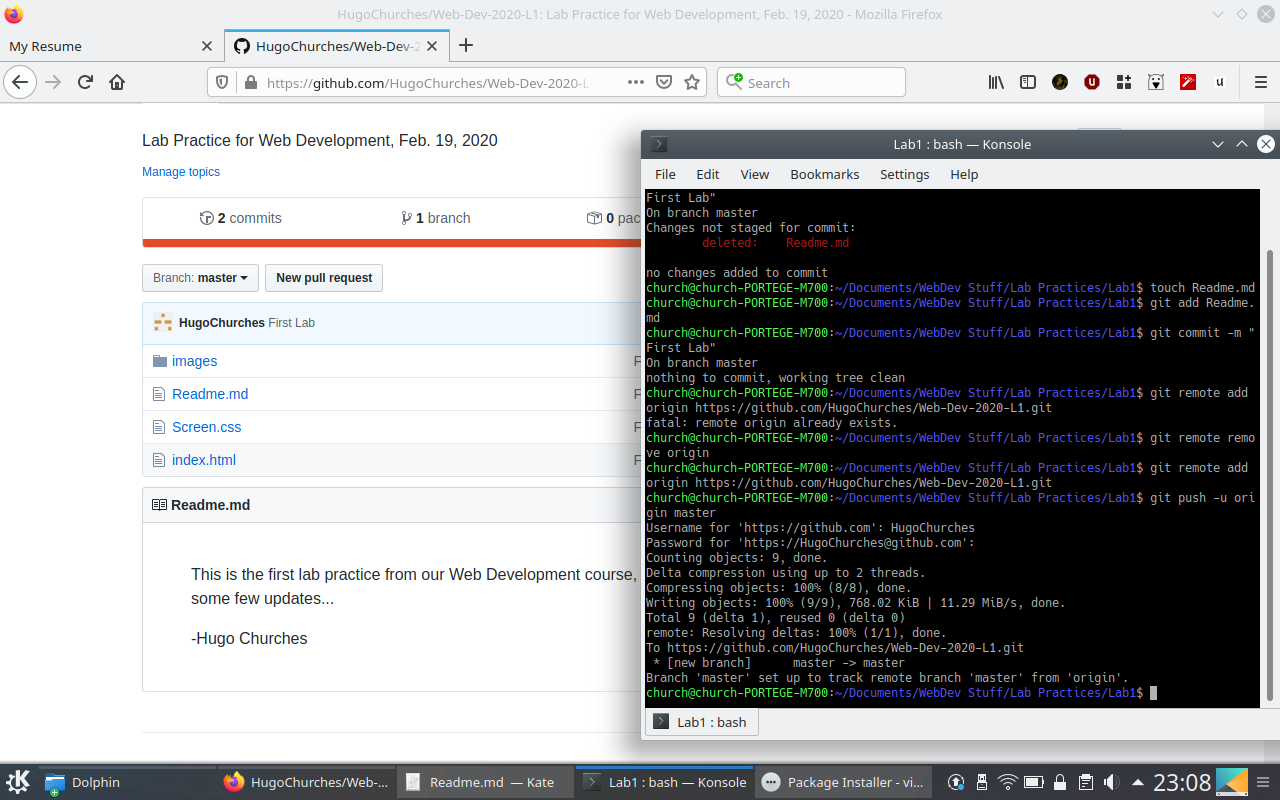 HugoChurches/Web-Dev-2020-L1: Lab Practice for Web Development, Feb. 19, 2020 - Mozilla Firefox
My Resume
HugoChurches/Web-Dev-2
https://github.com/HugoChurches/Web-Dev-2020-L
Search
Lab Practice for Web Development, Feb. 19, 2020
Manage topics
2 commits
1 branch
0 pac
Branch: master
New pull request
HugoChurches First Lab
images
F
Readme.md
F
Screen.css
F
index.html
F
Readme.md
This is the first lab practice from our Web Development course,
some few updates...
-Hugo Churches
Lab1 : bash — Konsole
File Edit View Bookmarks Settings Help
First Lab"
On branch master
Changes not staged for commit:
deleted: Readme.md
no changes added to commit
church@church-PORTEGE-M700:~/Documents/WebDev Stuff/Lab Practices/Lab1$ touch Readme.md
church@church-PORTEGE-M700:~/Documents/WebDev Stuff/Lab Practices/Lab1$ git add Readme.
md
church@church-PORTEGE-M700:~/Documents/WebDev Stuff/Lab Practices/Lab1$ git commit -m "
First Lab"
On branch master
nothing to commit, working tree clean
church@church-PORTEGE-M700:~/Documents/WebDev Stuff/Lab Practices/Lab1$ git remote add
origin https://github.com/HugoChurches/Web-Dev-2020-L1.git
fatal: remote origin already exists.
church@church-PORTEGE-M700:~/Documents/WebDev Stuff/Lab Practices/Lab1$ git remote remo
ve origin
church@church-PORTEGE-M700:~/Documents/WebDev Stuff/Lab Practices/Lab1$ git remote add
origin https://github.com/HugoChurches/Web-Dev-2020-L1.git
church@church-PORTEGE-M700:~/Documents/WebDev Stuff/Lab Practices/Lab1$ git push -u ori
gin master
Username for 'https://github.com': HugoChurches
Password for 'https://HugoChurches@github.com':
Counting objects: 9, done.
Delta compression using up to 2 threads.
Compressing objects: 100% (8/8), done.
Writing objects: 100% (9/9), 768.02 KiB | 11.29 MiB/s, done.
Total 9 (delta 1), reused 0 (delta 0)
remote: Resolving deltas: 100% (1/1), done.
To https://github.com/HugoChurches/Web-Dev-2020-L1.git
* [new branch] master -> master
Branch 'master' set up to track remote branch 'master' from 'origin'.
church@church-PORTEGE-M700:~/Documents/WebDev Stuff/Lab Practices/Lab1$
Lab1 : bash
Dolphin
HugoChurches/Web-...
Readme.md — Kate
Lab1 : bash — Konsole
Package Installer - vi...
23:08